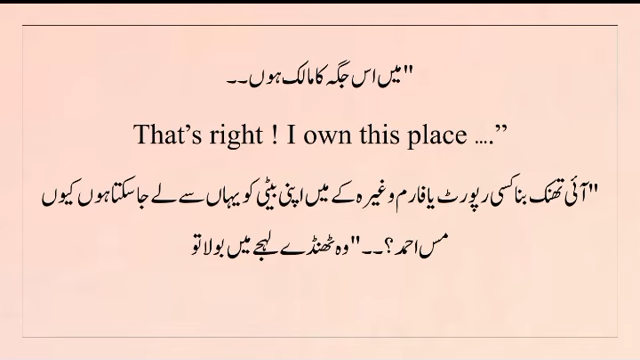 "میں اس جگہ کا مالک ہوں۔۔
That’s right ! I own this place ....”
"آئی تھنک بنا کسی رپورٹ یا فارم وغیرہ کے میں اپنی بیٹی کو یہاں سے لے جا سکتا ہوں کیوں
مس احمد؟۔۔"وہ ٹھنڈے لہجے میں بولا تو